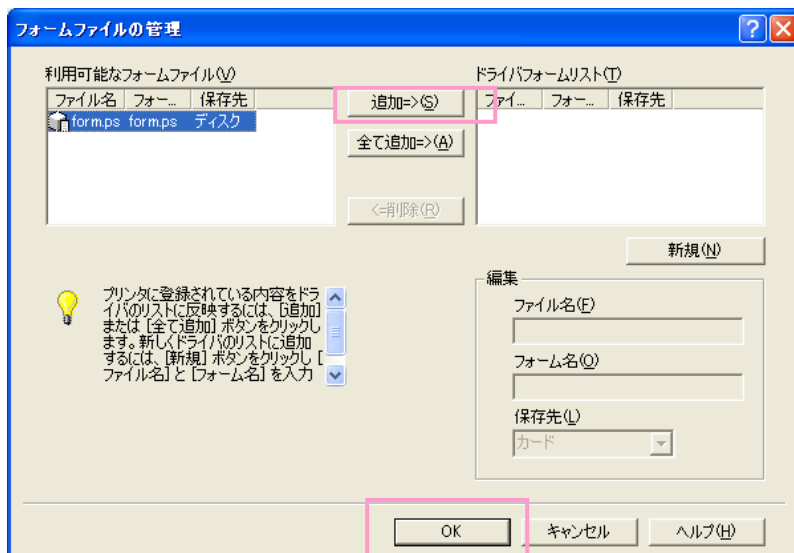 フォームファイルの管理
利用可能なフォームファイル(V)
ファイル名 フォー... 保存先
form.ps form.ps ディスク
追加=>(S)
全て追加=>(A)
<=削除(R)
ドライバフォームリスト(T)
ファイ... フォー... 保存先
新規(N)
プリンタに登録されている内容をドラ
イバのリストに反映するには、[追加]
または [全て追加] ボタンをクリックし
ます。新しくドライバのリストに追加
するには、[新規] ボタンをクリックし [
ファイル名] と [フォーム名] を入力
編集
ファイル名(F)
フォーム名(O)
保存先(L)
カード
OK
キャンセル
ヘルプ(H)